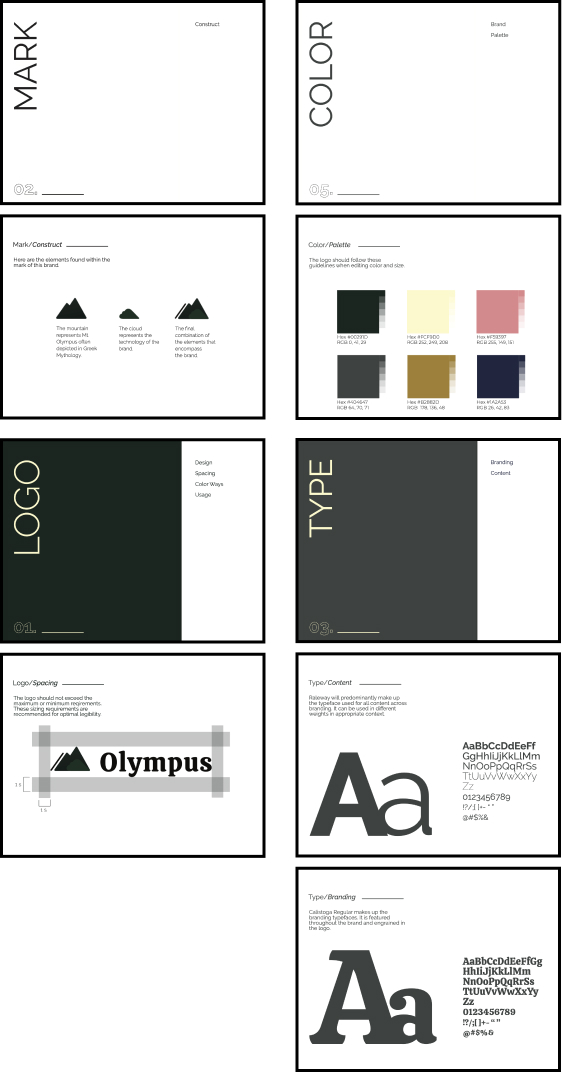 MARK
Construct
02.
COLOR
Brand
Palette
05.
Mark/Construct
Here are the elements found within the
mark of this brand.
The mountain
represents Mt.
Olympus often
depicted in Greek
Mythology.
The cloud
represents the
technology of the
brand.
The final
combination of
the elements that
encompass
the brand.
Color/Palette
The logo should follow these
guidelines when editing color and size.
Hex #00291D
RGB 0, 41, 29
Hex #FCF9D0
RGB 252, 249, 208
Hex #FF9397
RGB 255, 149, 151
Hex #404647
RGB 64, 70, 71
Hex #B2882D
RGB 178, 136, 48
Hex #1A2A53
RGB 26, 42, 83
LOGO
Design
Spacing
Color Ways
Usage
01.
TYPE
Branding
Content
03.
Logo/Spacing
The logo should not exceed the
maximum or minimum reqirements.
These sizing requirements are
recommended for optimal legibility.
Olympus
1.5
1.5
Type/Content
Raleway will predominantly make up
the typeface used for all content across
branding. It can be used in different
weights in appropriate context.
Aa
AaBbCcDdEeFf
GgHhIiJjKkLlMm
NnOoPpQqRrSs
TtUuVvWwXxYy
Zz
0123456789
!?/;[ ]+- “ ”
@#$%&
Type/Branding
Calistoga Regular makes up the
branding typefaces. It is featured
throughout the brand and engrained in
the logo.
Aa
AaBbCcDdEeFfGg
HhIiJjKkLlMm
NnOoPpQqRrSs
TtUuVvWwXxYy
Zz
0123456789
!?/;[ ]+- “ ”
@#$%&